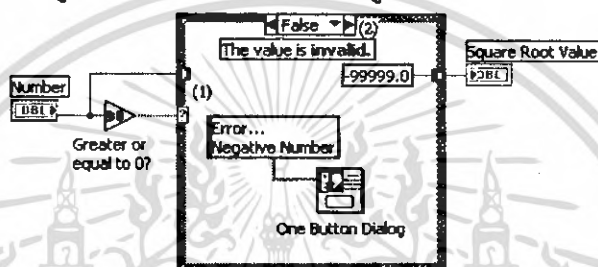 False
(2)
The value is invalid.
Square Root Value
-99999.0
DBL
Number
DBL
(1)
?
Greater or
equal to 0?
Error...
Negative Number
One Button Dialog